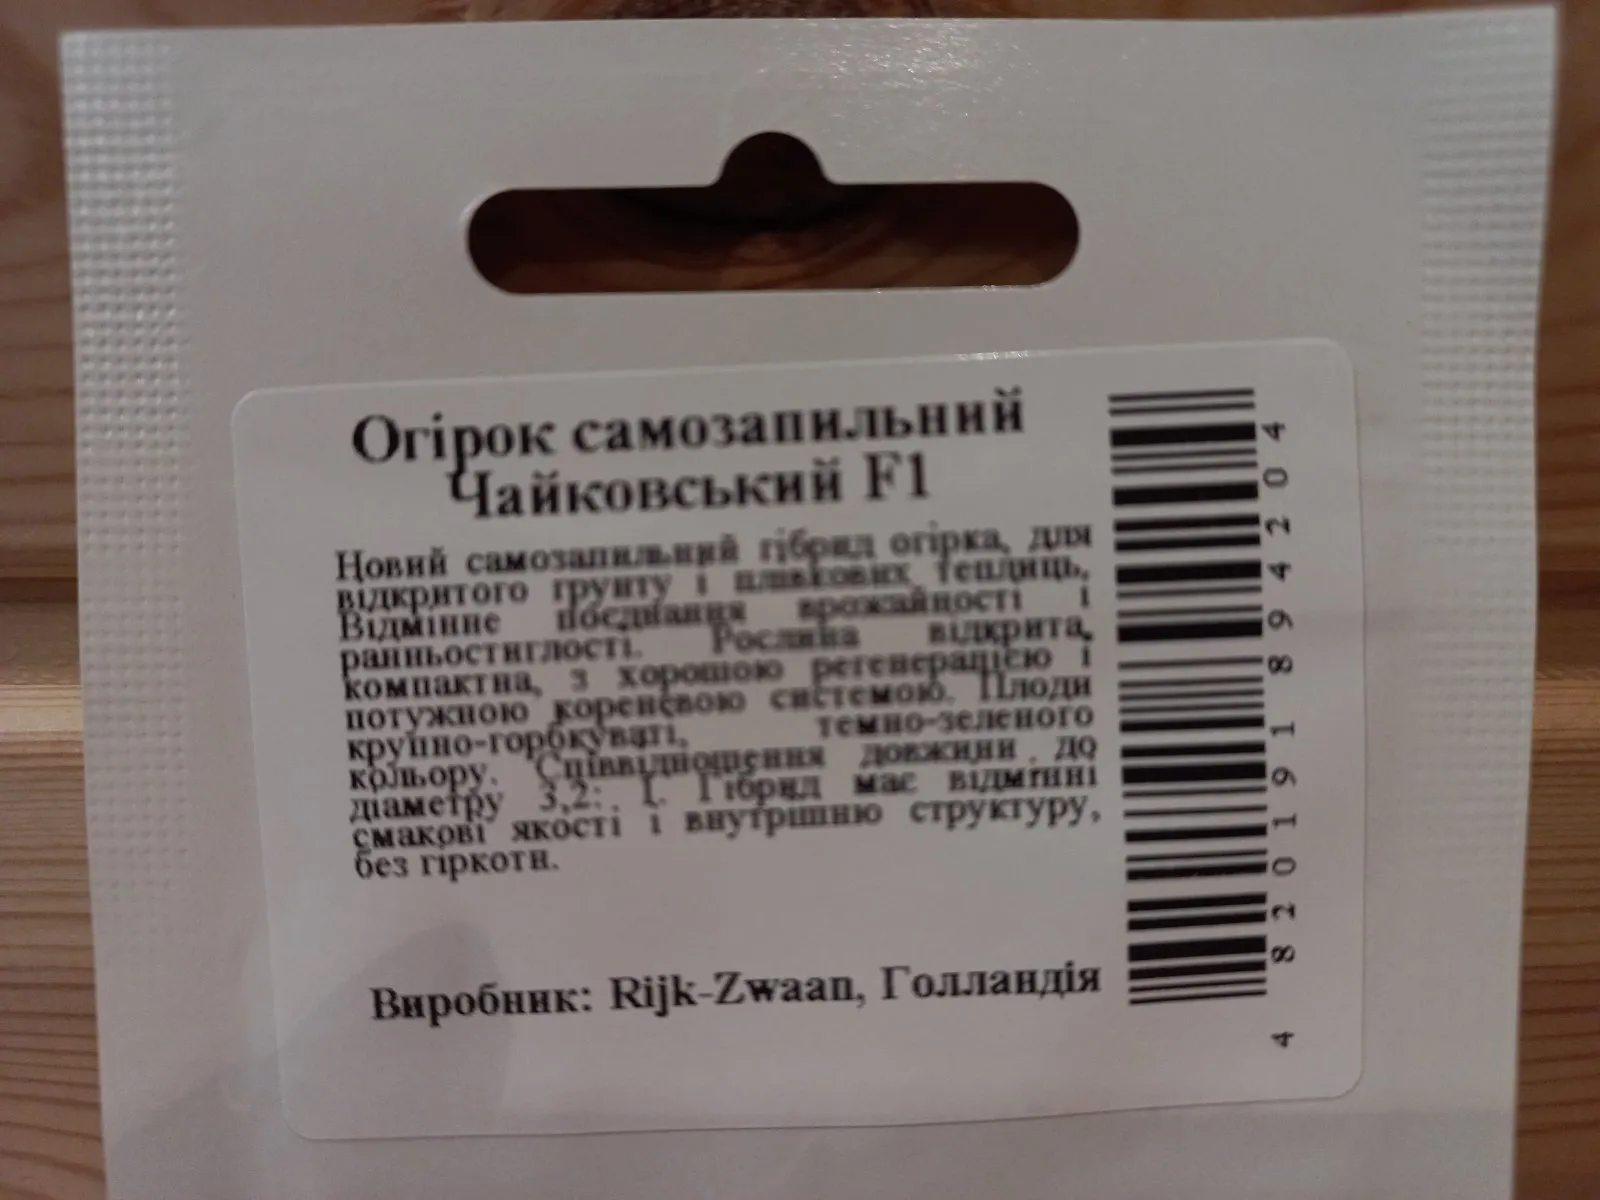 Огірок самозапильний
Чайковський F1
Новий самозапильний гібрид огірка, для
відкритого грунту і плівкових теплиць.
Відмінне поєднання врожайності і
ранньостиглості. Рослина відкрита,
компактна, з хорошою регенерацією і
потужною кореневою системою. Плоди
крупно-горбкуваті, темно-зеленого
кольору. Співвідношення довжини до
діаметру 3,2: 1. Гібрид має відмінні
смакові якості і внутрішню структуру,
без гіркоти.
Виробник: Rijk-Zwaan, Голландія
4 820191 894204